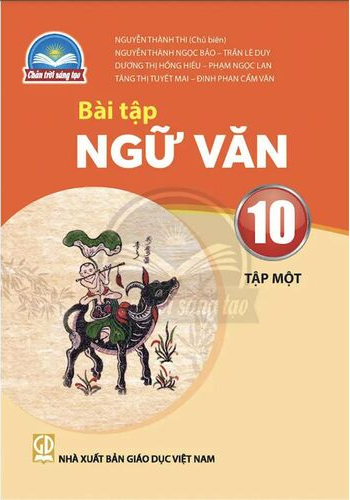 NGUYỄN THÀNH THI (Chủ biên)
NGUYỄN THÀNH NGỌC BẢO – TRẦN LÊ DUY
DƯƠNG THỊ HỒNG HIẾU – PHẠM NGỌC LAN
TĂNG THỊ TUYẾT MAI – ĐINH PHAN CẨM VÂN
Chân trời sáng tạo
Bài tập
NGỮ VĂN
10
TẬP MỘT
GD
NHÀ XUẤT BẢN GIÁO DỤC VIỆT NAM